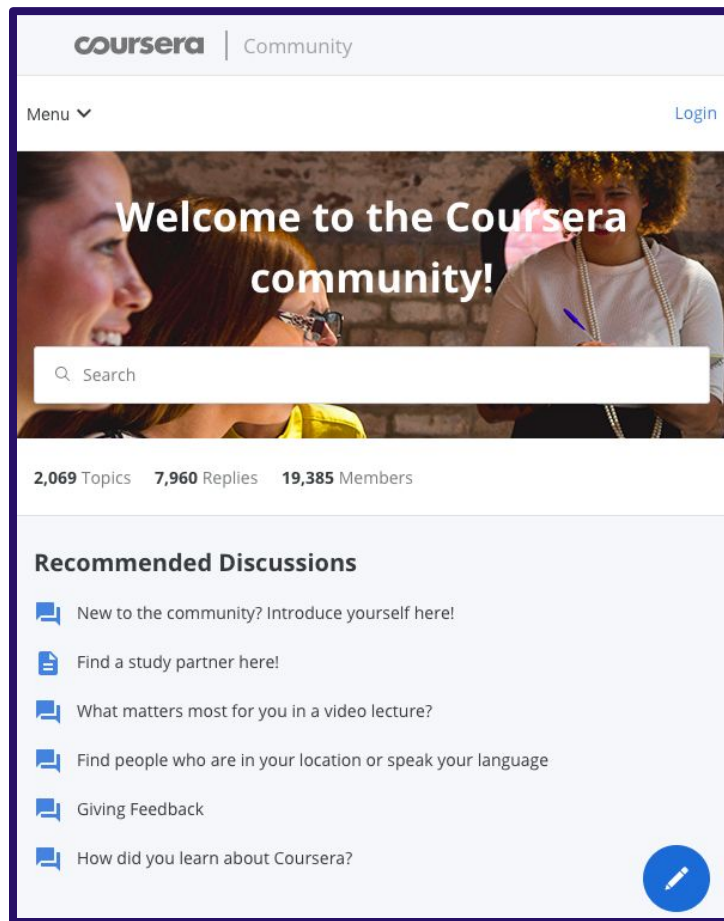 coursera | Community
Menu
Login
Welcome to the Coursera
community!
Search
2,069 Topics 7,960 Replies 19,385 Members
Recommended Discussions
New to the community? Introduce yourself here!
Find a study partner here!
What matters most for you in a video lecture?
Find people who are in your location or speak your language
Giving Feedback
How did you learn about Coursera?